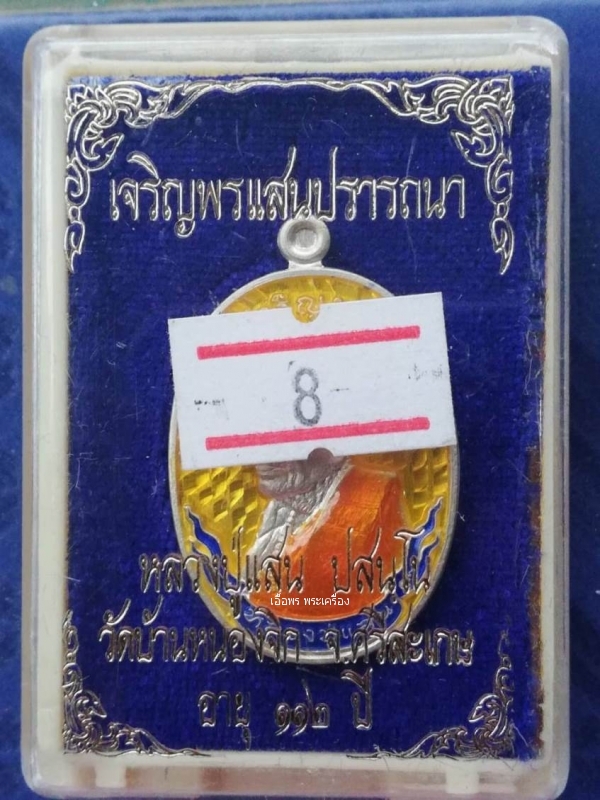 เจริญพรแสนปรารถนา
8
หลวงปู่แสน ปสนฺโน
เอื้อพร พระเครื่อง
วัดบ้านหนองจิก จ.ศรีสะเกษ
อายุ ๑๑๒ ปี